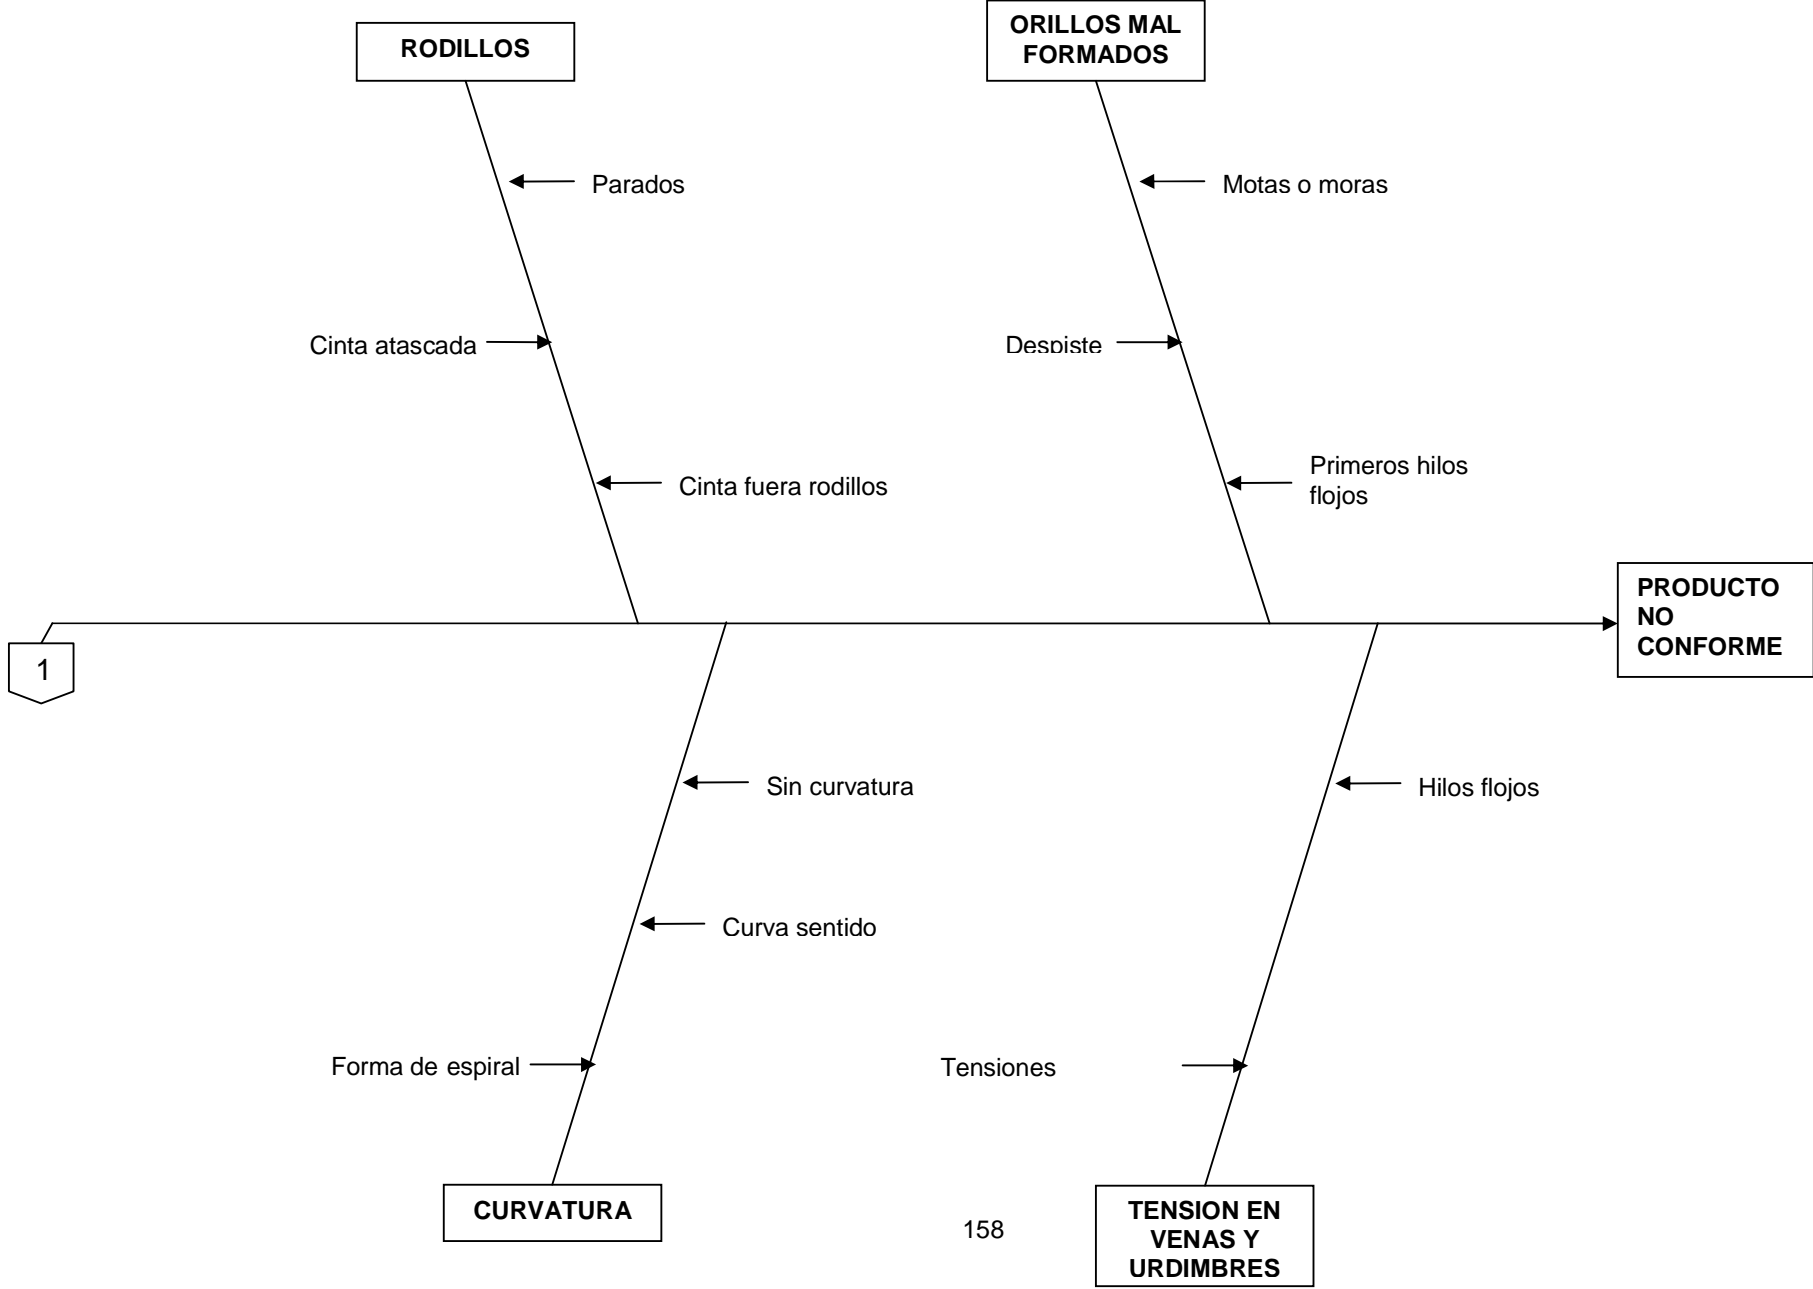 RODILLOS
ORILLOS MAL
FORMADOS
Parados
Motas o moras
Cinta atascada
Despiste
Cinta fuera rodillos
Primeros hilos
flojos
PRODUCTO
NO
CONFORME
1
Sin curvatura
Hilos flojos
Curva sentido
Forma de espiral
Tensiones
CURVATURA
TENSION EN
VENAS Y
URDIMBRES
158